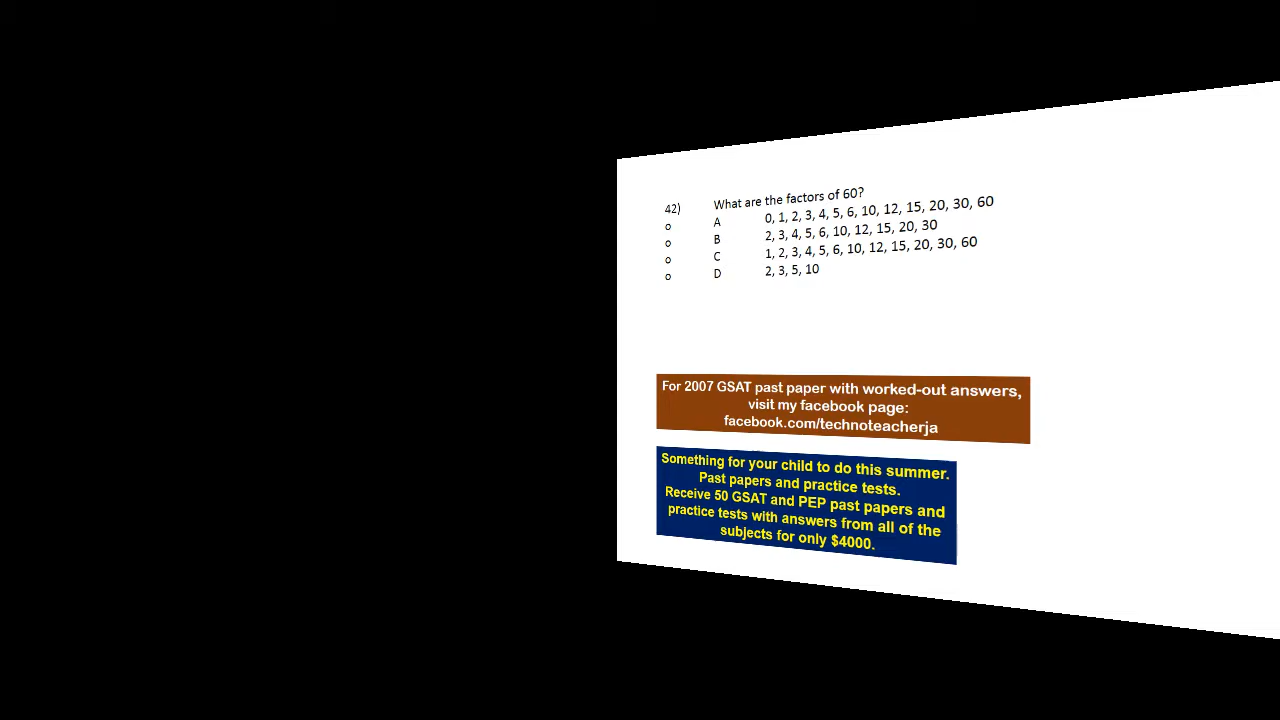 42) What are the factors of 60?
o A 0, 1, 2, 3, 4, 5, 6, 10, 12, 15, 20, 30, 60
o B 2, 3, 4, 5, 6, 10, 12, 15, 20, 30
o C 1, 2, 3, 4, 5, 6, 10, 12, 15, 20, 30, 60
o D 2, 3, 5, 10
For 2007 GSAT past paper with worked-out answers,
visit my facebook page:
facebook.com/technoteacherja
Something for your child to do this summer.
Past papers and practice tests.
Receive 50 GSAT and PEP past papers and
practice tests with answers from all of the
subjects for only $4000.